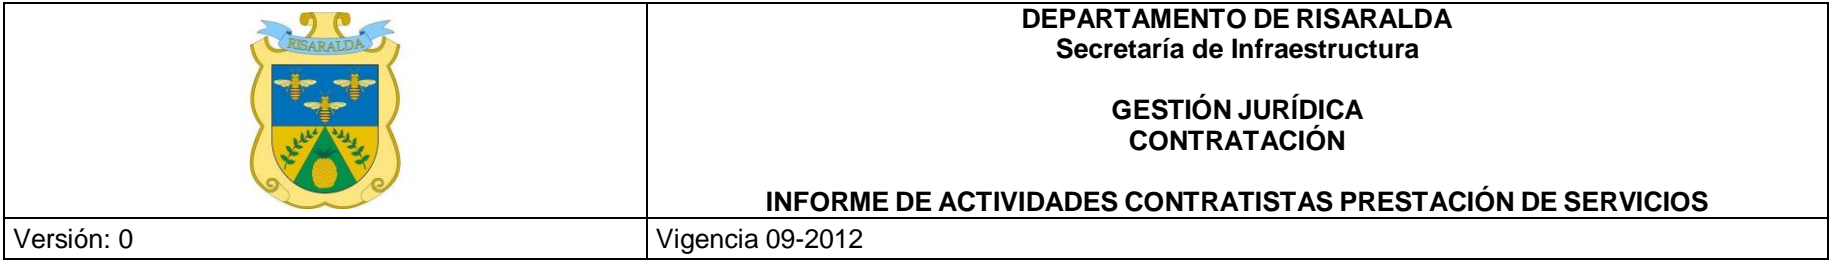 RISARALDA
DEPARTAMENTO DE RISARALDA
Secretaría de Infraestructura
GESTIÓN JURÍDICA
CONTRATACIÓN
INFORME DE ACTIVIDADES CONTRATISTAS PRESTACIÓN DE SERVICIOS
Versión: 0
Vigencia 09-2012